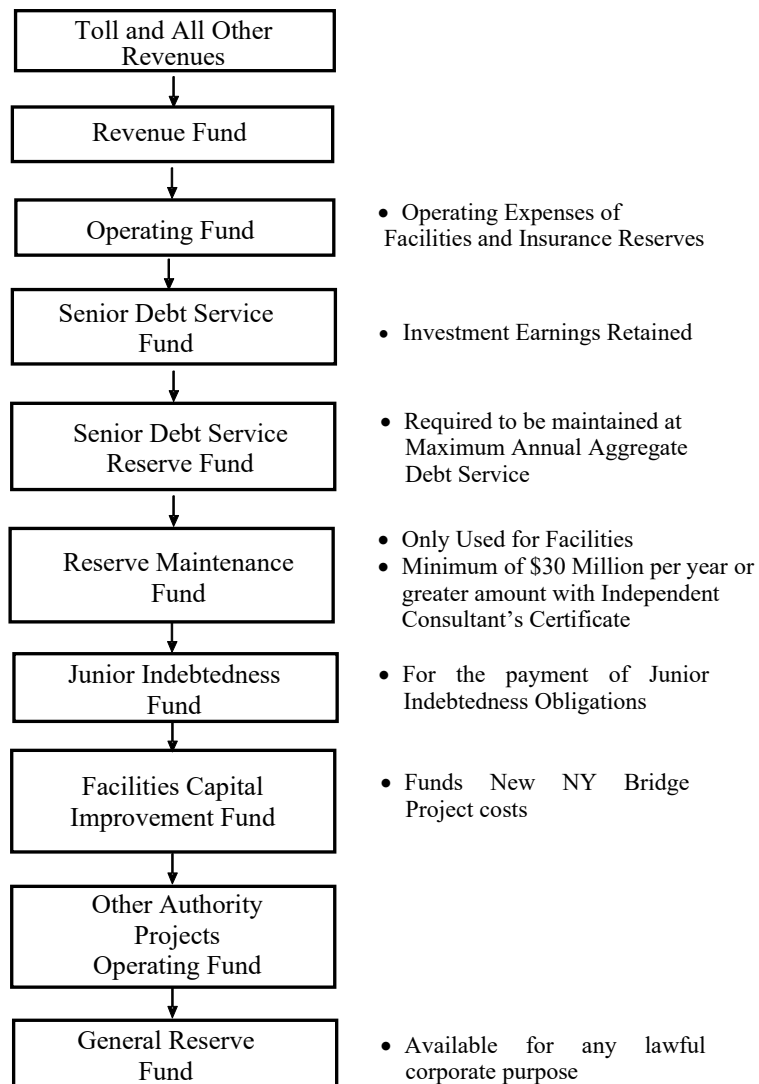 Toll and All Other
Revenues
Revenue Fund
Operating Fund
• Operating Expenses of
Facilities and Insurance Reserves
Senior Debt Service
Fund
• Investment Earnings Retained
Senior Debt Service
Reserve Fund
• Required to be maintained at
Maximum Annual Aggregate
Debt Service
Reserve Maintenance
Fund
• Only Used for Facilities
• Minimum of $30 Million per year or
greater amount with Independent
Consultant’s Certificate
Junior Indebtedness
Fund
• For the payment of Junior
Indebtedness Obligations
Facilities Capital
Improvement Fund
• Funds New NY Bridge
Project costs
Other Authority
Projects
Operating Fund
General Reserve
Fund
• Available for any lawful
corporate purpose